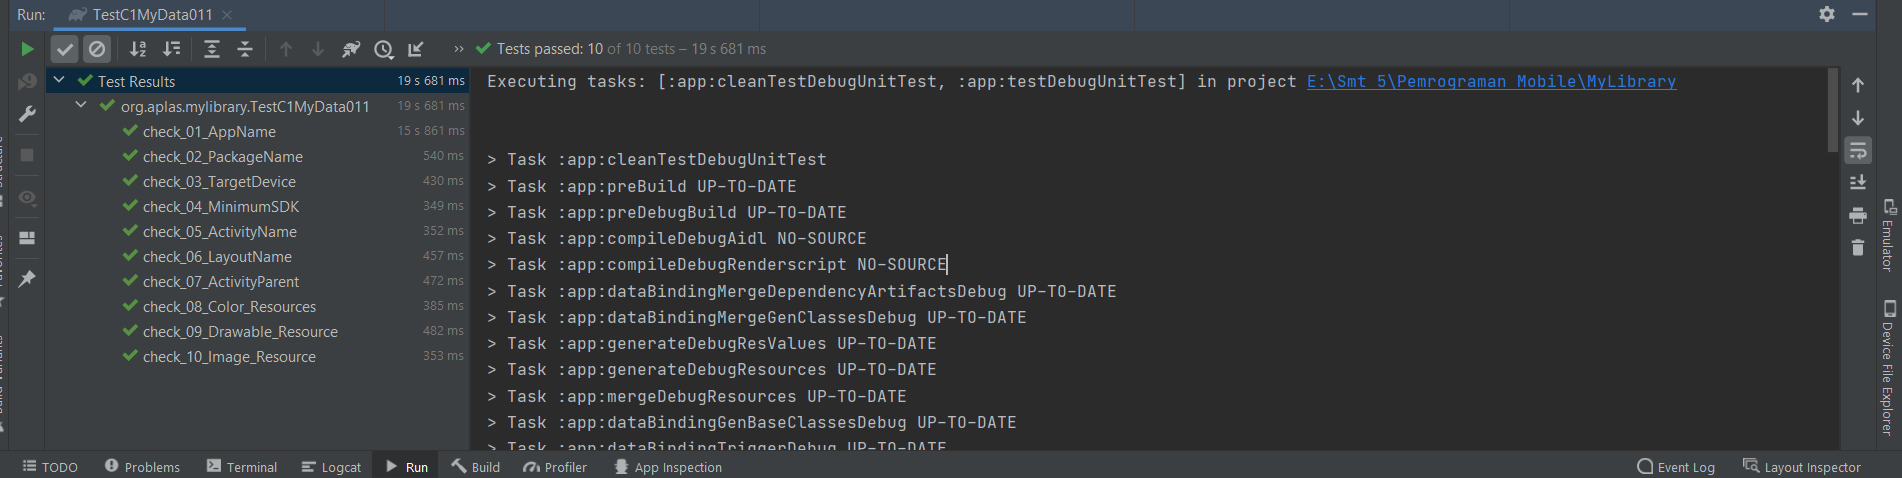 Run: TestC1MyData011
Tests passed: 10 of 10 tests – 19 s 681 ms
Test Results 19 s 681 ms
org.aplas.mylibrary.TestC1MyData011 19 s 681 ms
check_01_AppName 15 s 861 ms
check_02_PackageName 540 ms
check_03_TargetDevice 430 ms
check_04_MinimumSDK 349 ms
check_05_ActivityName 352 ms
check_06_LayoutName 457 ms
check_07_ActivityParent 472 ms
check_08_Color_Resources 385 ms
check_09_Drawable_Resource 482 ms
check_10_Image_Resource 353 ms
Executing tasks: [:app:cleanTestDebugUnitTest, :app:testDebugUnitTest] in project E:\Smt 5\Pemrograman Mobile\MyLibrary
> Task :app:cleanTestDebugUnitTest
> Task :app:preBuild UP-TO-DATE
> Task :app:preDebugBuild UP-TO-DATE
> Task :app:compileDebugAidl NO-SOURCE
> Task :app:compileDebugRenderscript NO-SOURCE
> Task :app:dataBindingMergeDependencyArtifactsDebug UP-TO-DATE
> Task :app:dataBindingMergeGenClassesDebug UP-TO-DATE
> Task :app:generateDebugResValues UP-TO-DATE
> Task :app:generateDebugResources UP-TO-DATE
> Task :app:mergeDebugResources UP-TO-DATE
> Task :app:dataBindingGenBaseClassesDebug UP-TO-DATE
> Task :app:dataBindingTriggerDebug UP-TO-DATE
Emulator
Device File Explorer
TODO Problems Terminal Logcat Run Build Profiler App Inspection Event Log Layout Inspector